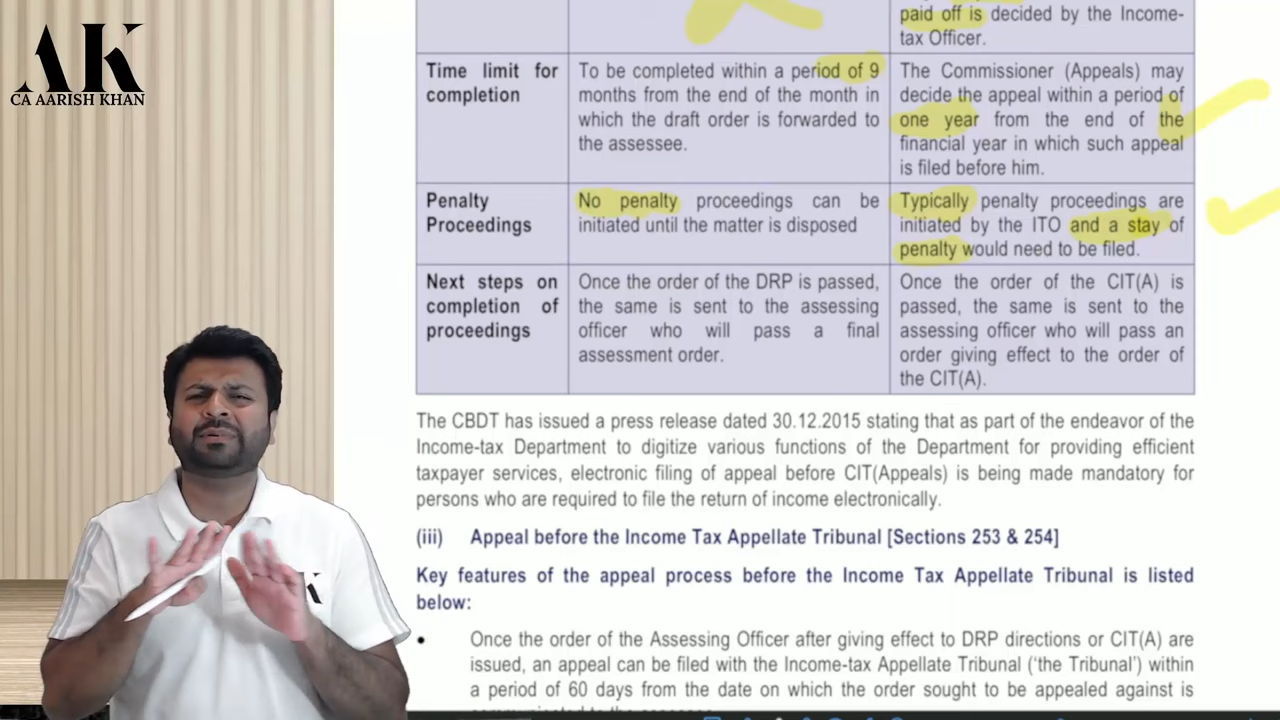 AK
CA AARISH KHAN
paid off is decided by the Income-
tax Officer.
Time limit for
completion
To be completed within a period of 9
months from the end of the month in
which the draft order is forwarded to
the assessee.
The Commissioner (Appeals) may
decide the appeal within a period of
one year from the end of the
financial year in which such appeal
is filed before him.
Penalty
Proceedings
No penalty proceedings can be
initiated until the matter is disposed
Typically penalty proceedings are
initiated by the ITO and a stay of
penalty would need to be filed.
Next steps on
completion of
proceedings
Once the order of the DRP is passed,
the same is sent to the assessing
officer who will pass a final
assessment order.
Once the order of the CIT(A) is
passed, the same is sent to the
assessing officer who will pass an
order giving effect to the order of
the CIT(A).
The CBDT has issued a press release dated 30.12.2015 stating that as part of the endeavor of the
Income-tax Department to digitize various functions of the Department for providing efficient
taxpayer services, electronic filing of appeal before CIT(Appeals) is being made mandatory for
persons who are required to file the return of income electronically.
(iii) Appeal before the Income Tax Appellate Tribunal [Sections 253 & 254]
Key features of the appeal process before the Income Tax Appellate Tribunal is listed
below:
• Once the order of the Assessing Officer after giving effect to DRP directions or CIT(A) are
issued, an appeal can be filed with the Income-tax Appellate Tribunal ('the Tribunal') within
a period of 60 days from the date on which the order sought to be appealed against is
K